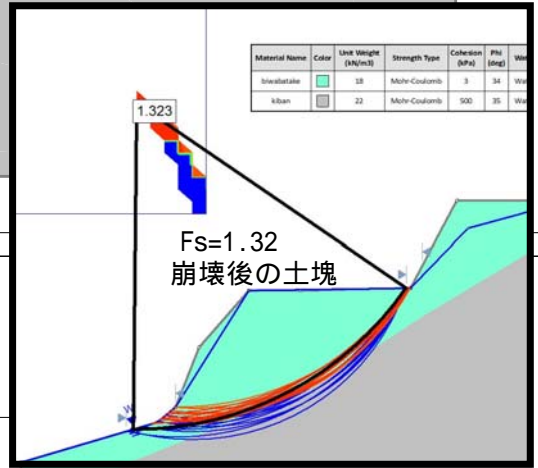 Material Name Color Unit Weight (kN/m3) Strength Type Cohesion (kPa) Phi (deg)
biwabatake 18 Mohr-Coulomb 3 34
kiban 22 Mohr-Coulomb 500 35
1.323
Fs=1.32
崩壊後の土塊
W